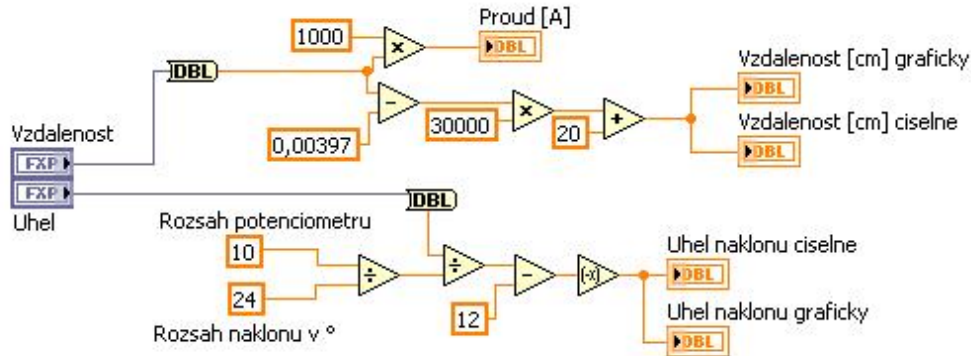 Proud [A]
1000
×
DBL
DBL
Vzdalenost [cm] graficky
DBL
−
×
+
30000
20
0,00397
Vzdalenost [cm] ciselne
DBL
Vzdalenost
FXP
FXP
Uhel
DBL
Rozsah potenciometru
10
÷
÷
−
(-x)
24
12
Rozsah naklonu v °
Uhel naklonu ciselne
DBL
Uhel naklonu graficky
DBL